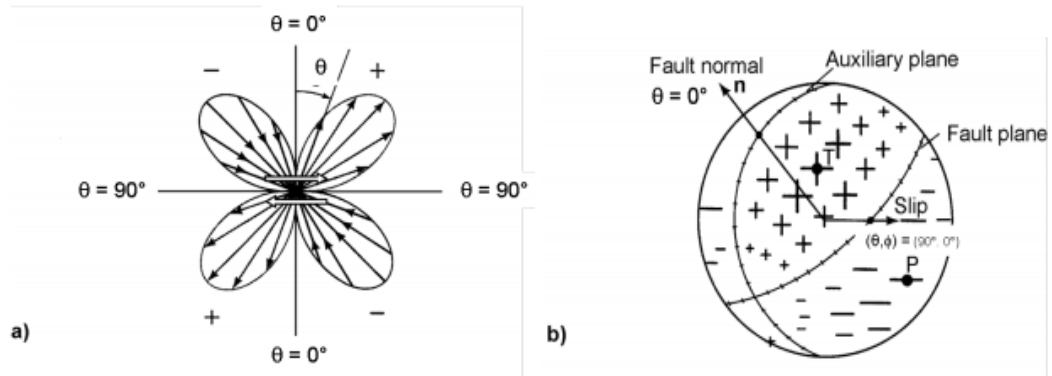 θ = 0°
− θ +
θ = 90° θ = 90°
+ −
θ = 0°
a)
Auxiliary plane
Fault normal
n
θ = 0°
Fault plane
T
Slip
(θ,ϕ) = (90°, 0°)
P
b)